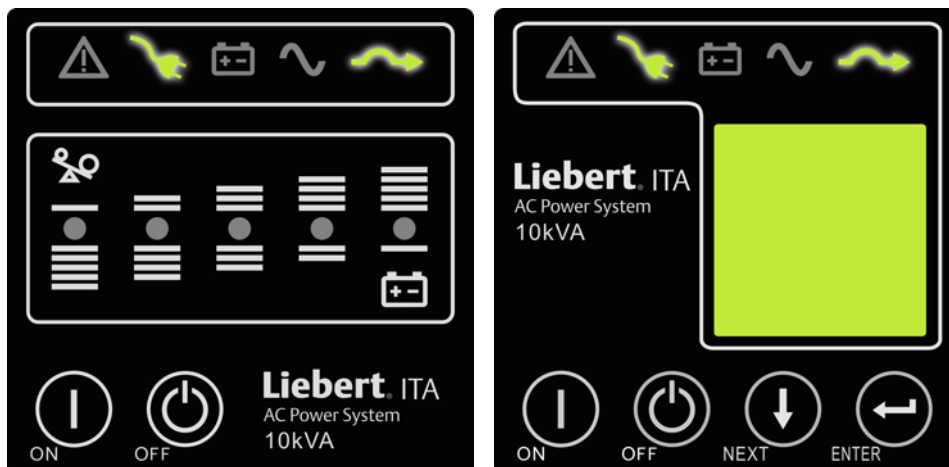 ON
OFF
Liebert. ITA
AC Power System
10kVA
Liebert. ITA
AC Power System
10kVA
ON
OFF
NEXT
ENTER